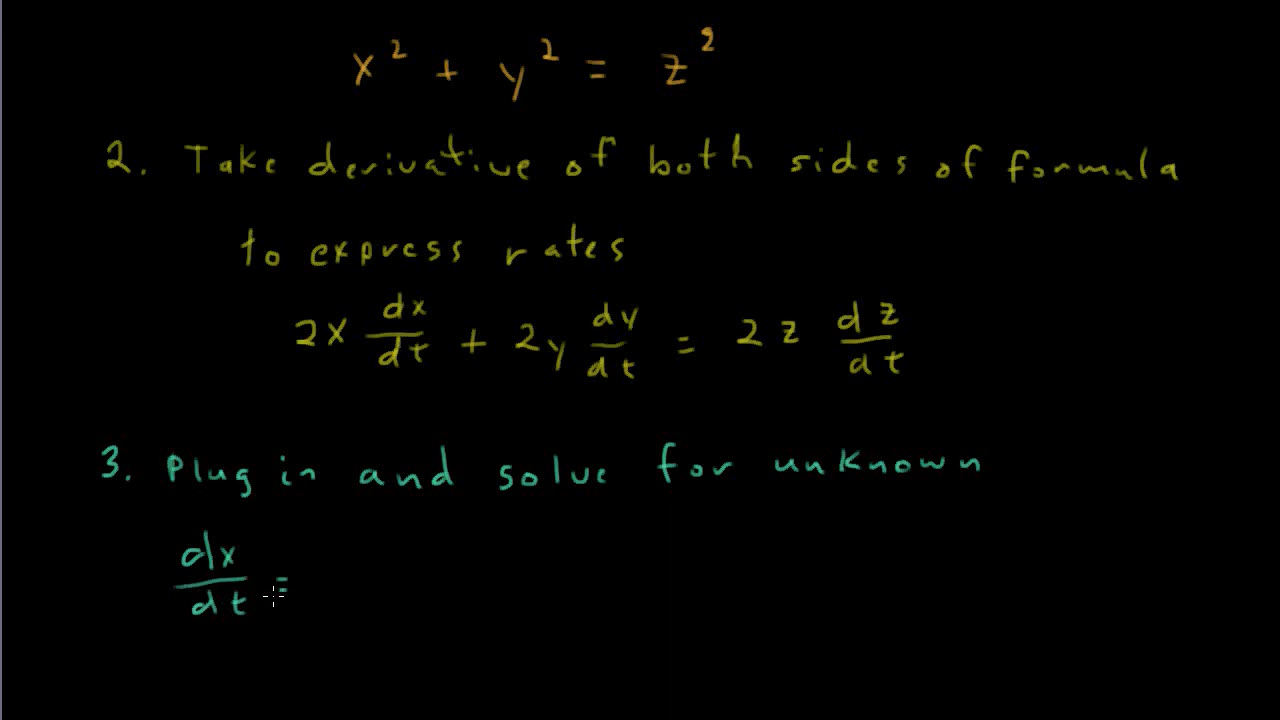 x² + y² = z²
2. Take derivative of both sides of formula
to express rates
2x dx/dt + 2y dy/dt = 2z dz/dt
3. Plug in and solve for unknown
dx/dt =